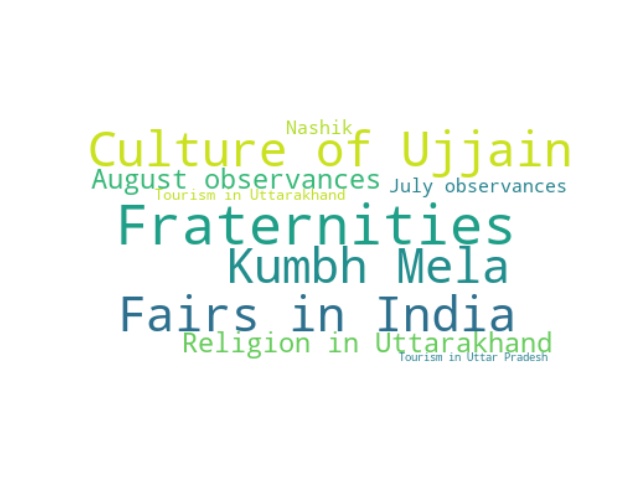 Nashik
Culture of Ujjain
August observances
July observances
Tourism in Uttarakhand
Fraternities
Kumbh Mela
Fairs in India
Religion in Uttarakhand
Tourism in Uttar Pradesh